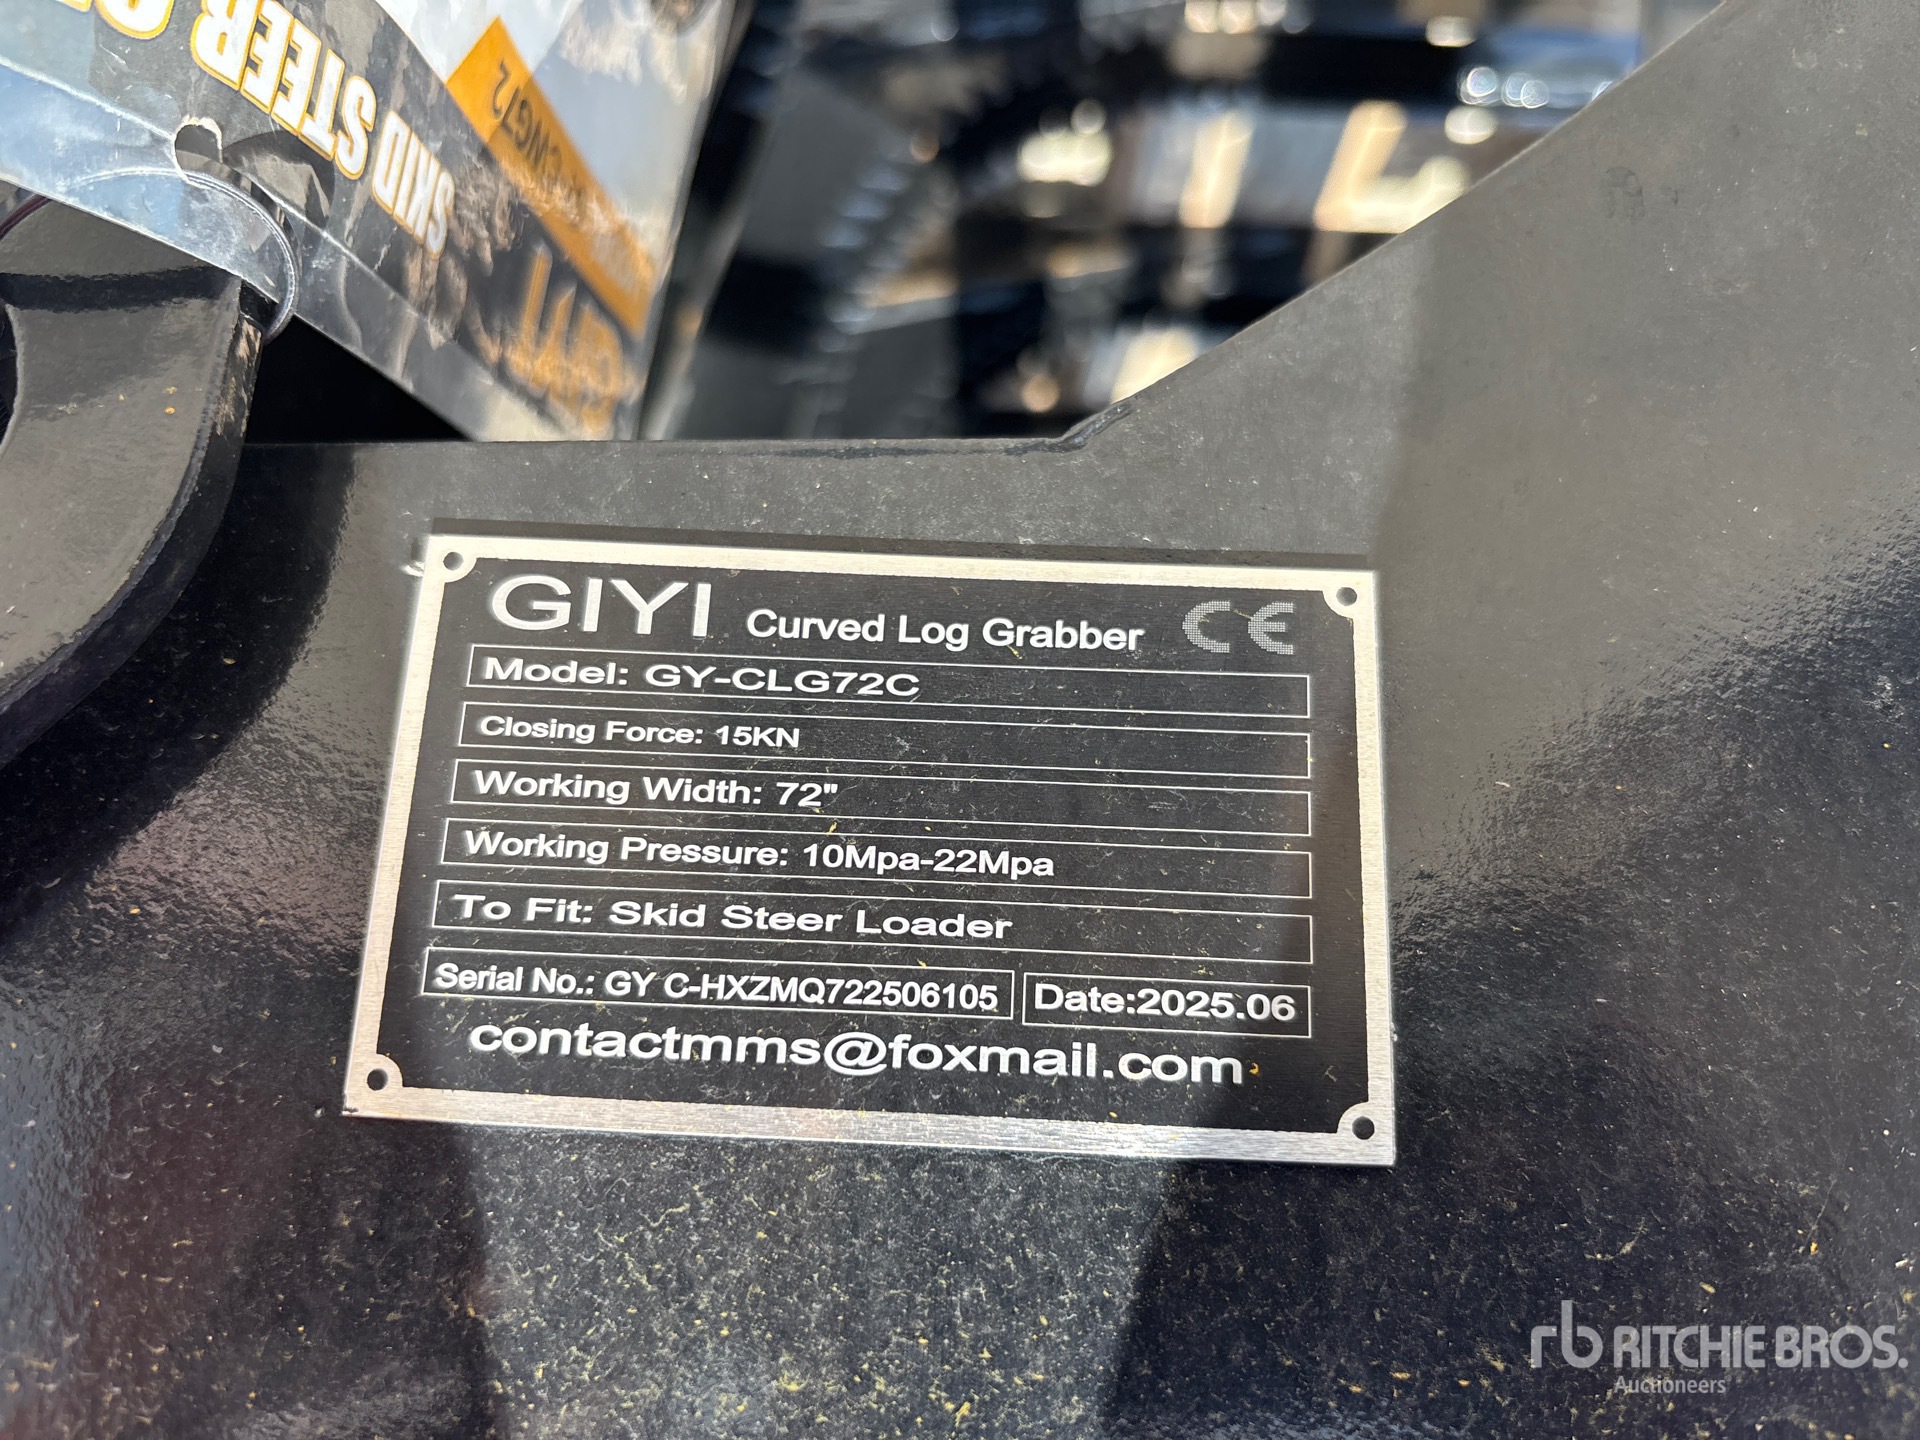 SKID STEER
GIYI
GIYI Curved Log Grabber CE
Model: GY-CLG72C
Closing Force: 15KN
Working Width: 72"
Working Pressure: 10Mpa-22Mpa
To Fit: Skid Steer Loader
Serial No.: GY C-HXZMQ722506105 Date:2025.06
contactmms@foxmail.com
rb RITCHIE BROS.
Auctioneers